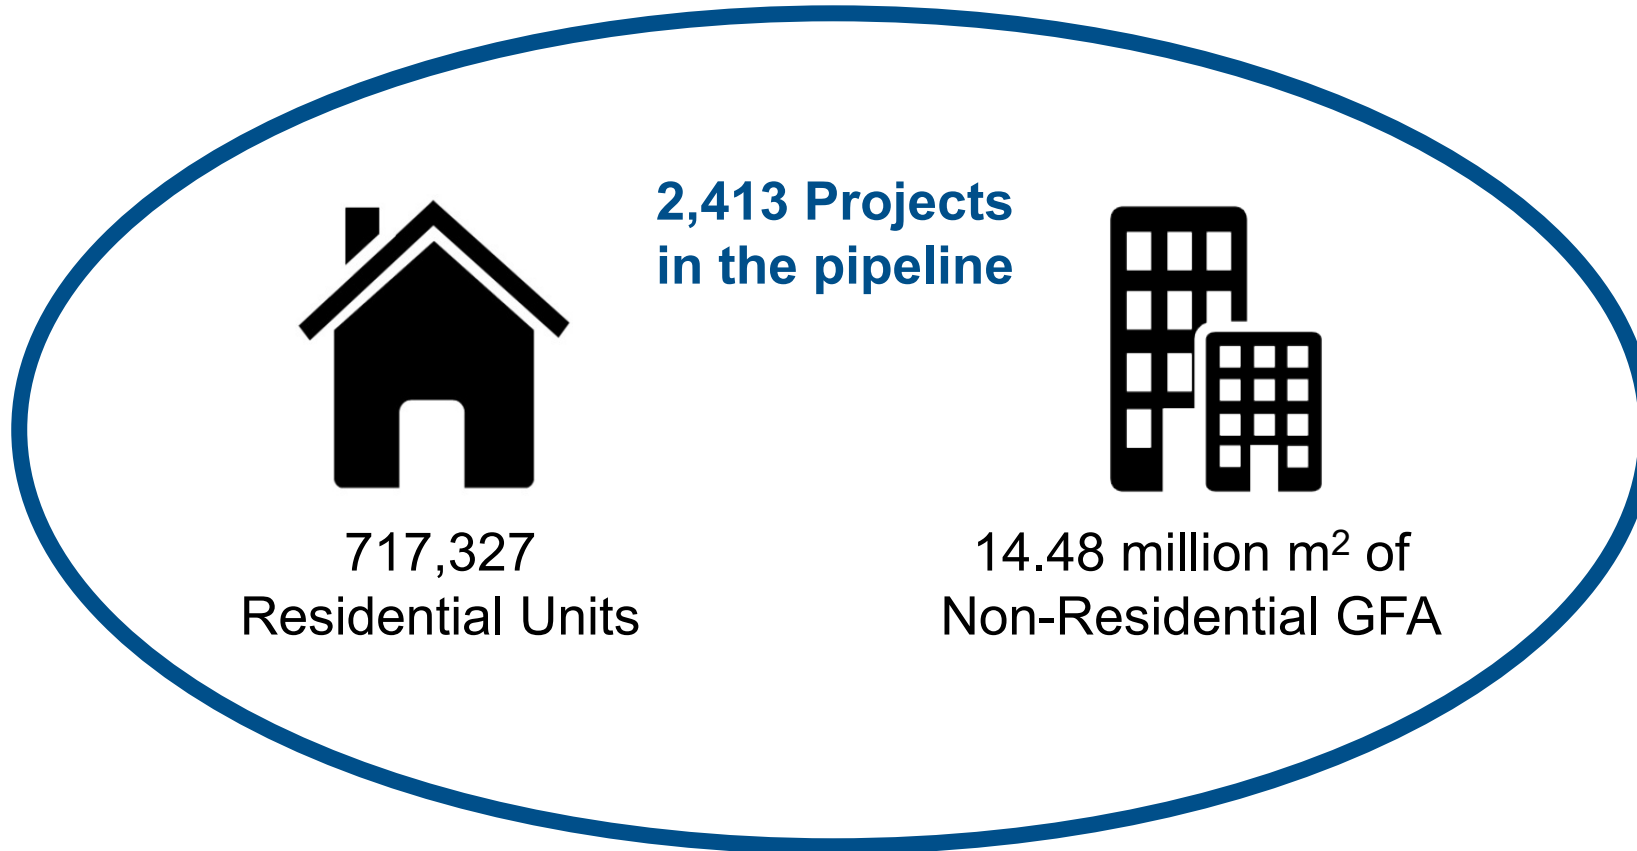 2,413 Projects
in the pipeline
717,327
Residential Units
14.48 million m² of
Non-Residential GFA